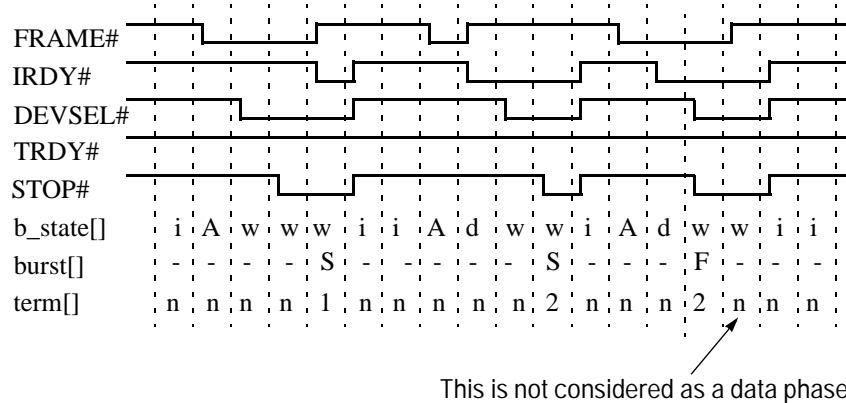 FRAME#
IRDY#
DEVSEL#
TRDY#
STOP#
b_state[] i A w w w i i A d w w i A d w w i i
burst[] - - - - S - - - - - S - - - F - - -
term[] n n n n 1 n n n n n 2 n n n 2 n n n
This is not considered as a data phase